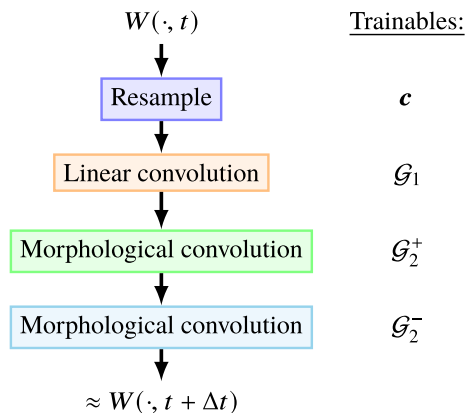 W(·, t) Trainables:
Resample c
Linear convolution 𝒢₁
Morphological convolution 𝒢₂⁺
Morphological convolution 𝒢₂⁻
≈ W(·, t + Δt)